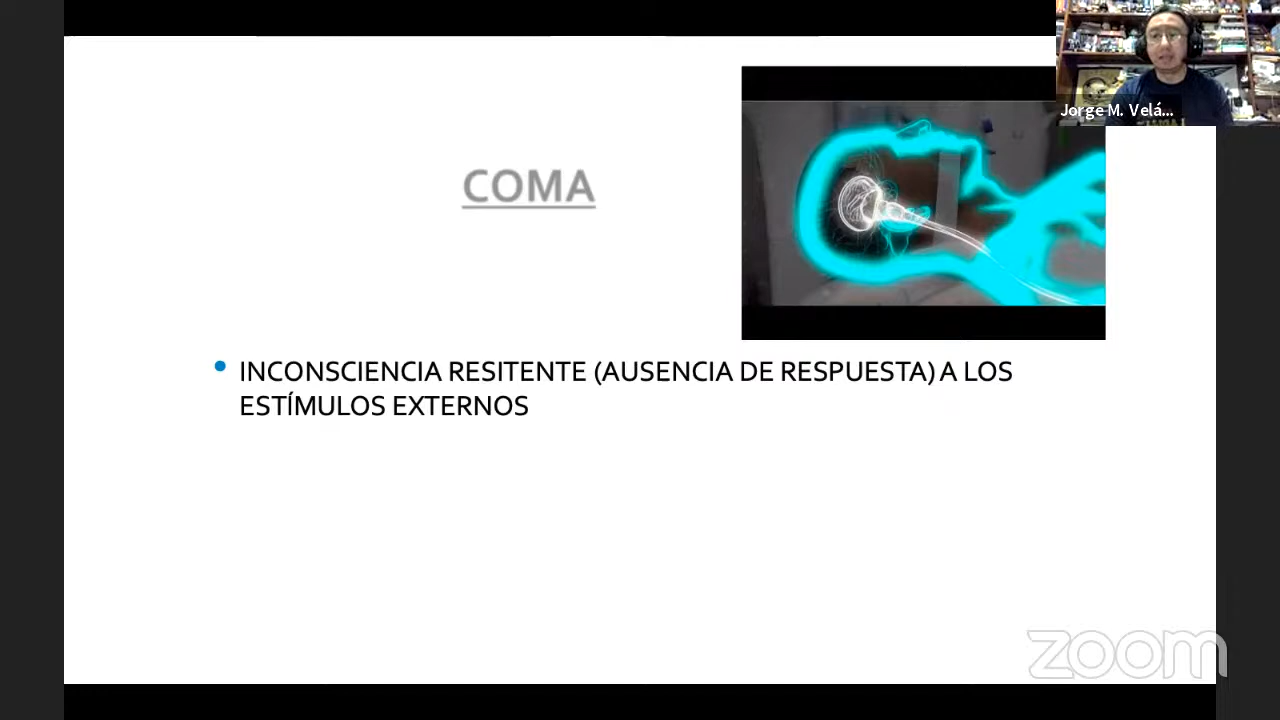 Jorge M. Velá...
COMA
• INCONSCIENCIA RESITENTE (AUSENCIA DE RESPUESTA) A LOS
ESTÍMULOS EXTERNOS
zoom